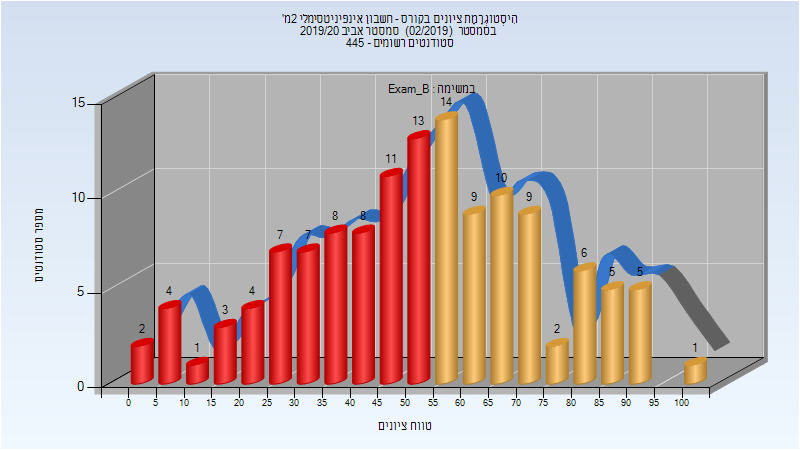 היסטוגרמת ציונים בקורס - חשבון אינפיניטסימלי 2מ'
בסמסטר (02/2019) סמסטר אביב 2019/20
סטודנטים רשומים - 445
במשימה : Exam_B
15
10
5
0
מספר סטודנטים
2 4 1 3 4 7 7 8 8 11 13 14 9 10 9 2 6 5 5 1
0 5 10 15 20 25 30 35 40 45 50 55 60 65 70 75 80 85 90 95 100
טווח ציונים